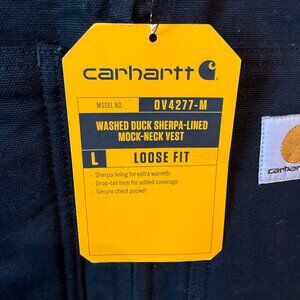 carhartt
MODEL NO. OV4277-M
WASHED DUCK SHERPA-LINED
MOCK-NECK VEST
L LOOSE FIT
• Sherpa lining for extra warmth
• Drop-tail hem for added coverage
• Secure chest pocket
carhartt